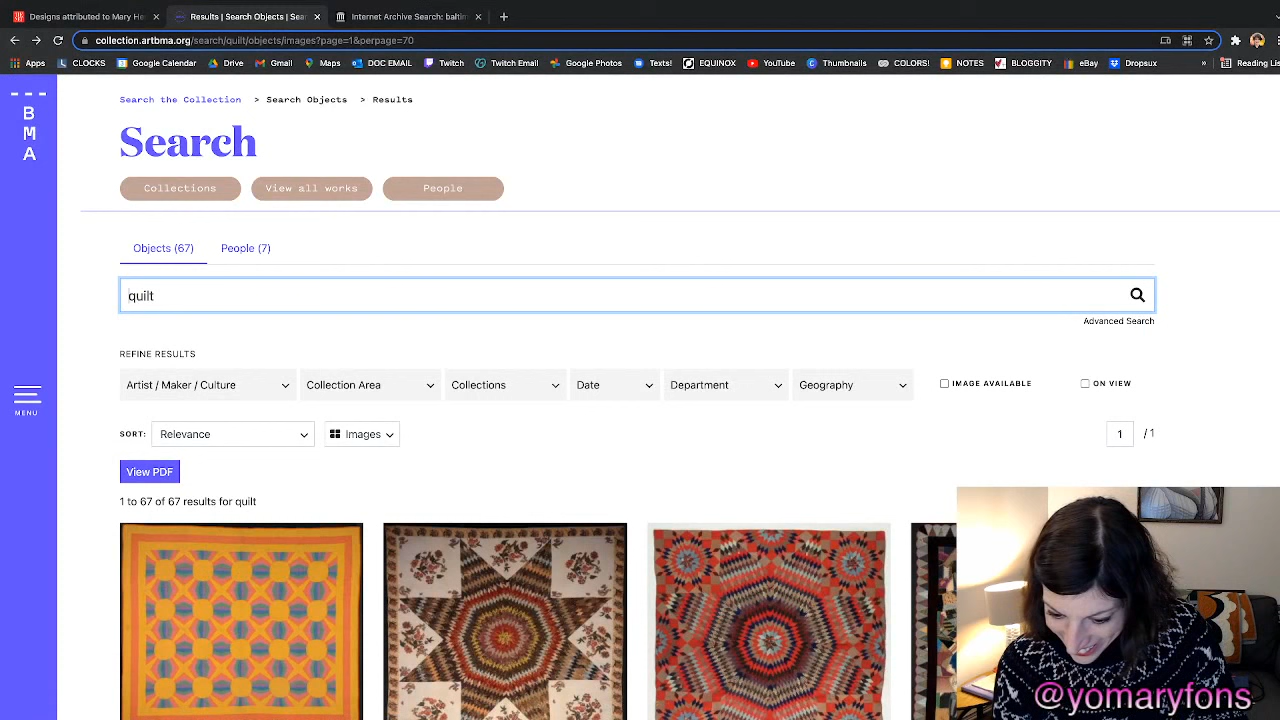 Designs attributed to Mary He
Results | Search Objects | Sear
Internet Archive Search: baltim
collection.artbma.org/search/quilt/objects/images?page=1&perpage=70
Apps CLOCKS Google Calendar Drive Gmail Maps DOC EMAIL Twitch Twitch Email Google Photos Texts! EQUINOX YouTube Thumbnails COLORS! NOTES BLOGGITY eBay Dropsux » Reading List
Search the Collection > Search Objects > Results
B
M
A
Search
Collections View all works People
Objects (67) People (7)
quilt
Advanced Search
REFINE RESULTS
Artist / Maker / Culture Collection Area Collections Date Department Geography IMAGE AVAILABLE ON VIEW
MENU
SORT: Relevance Images 1 / 1
View PDF
1 to 67 of 67 results for quilt
@yomaryfons